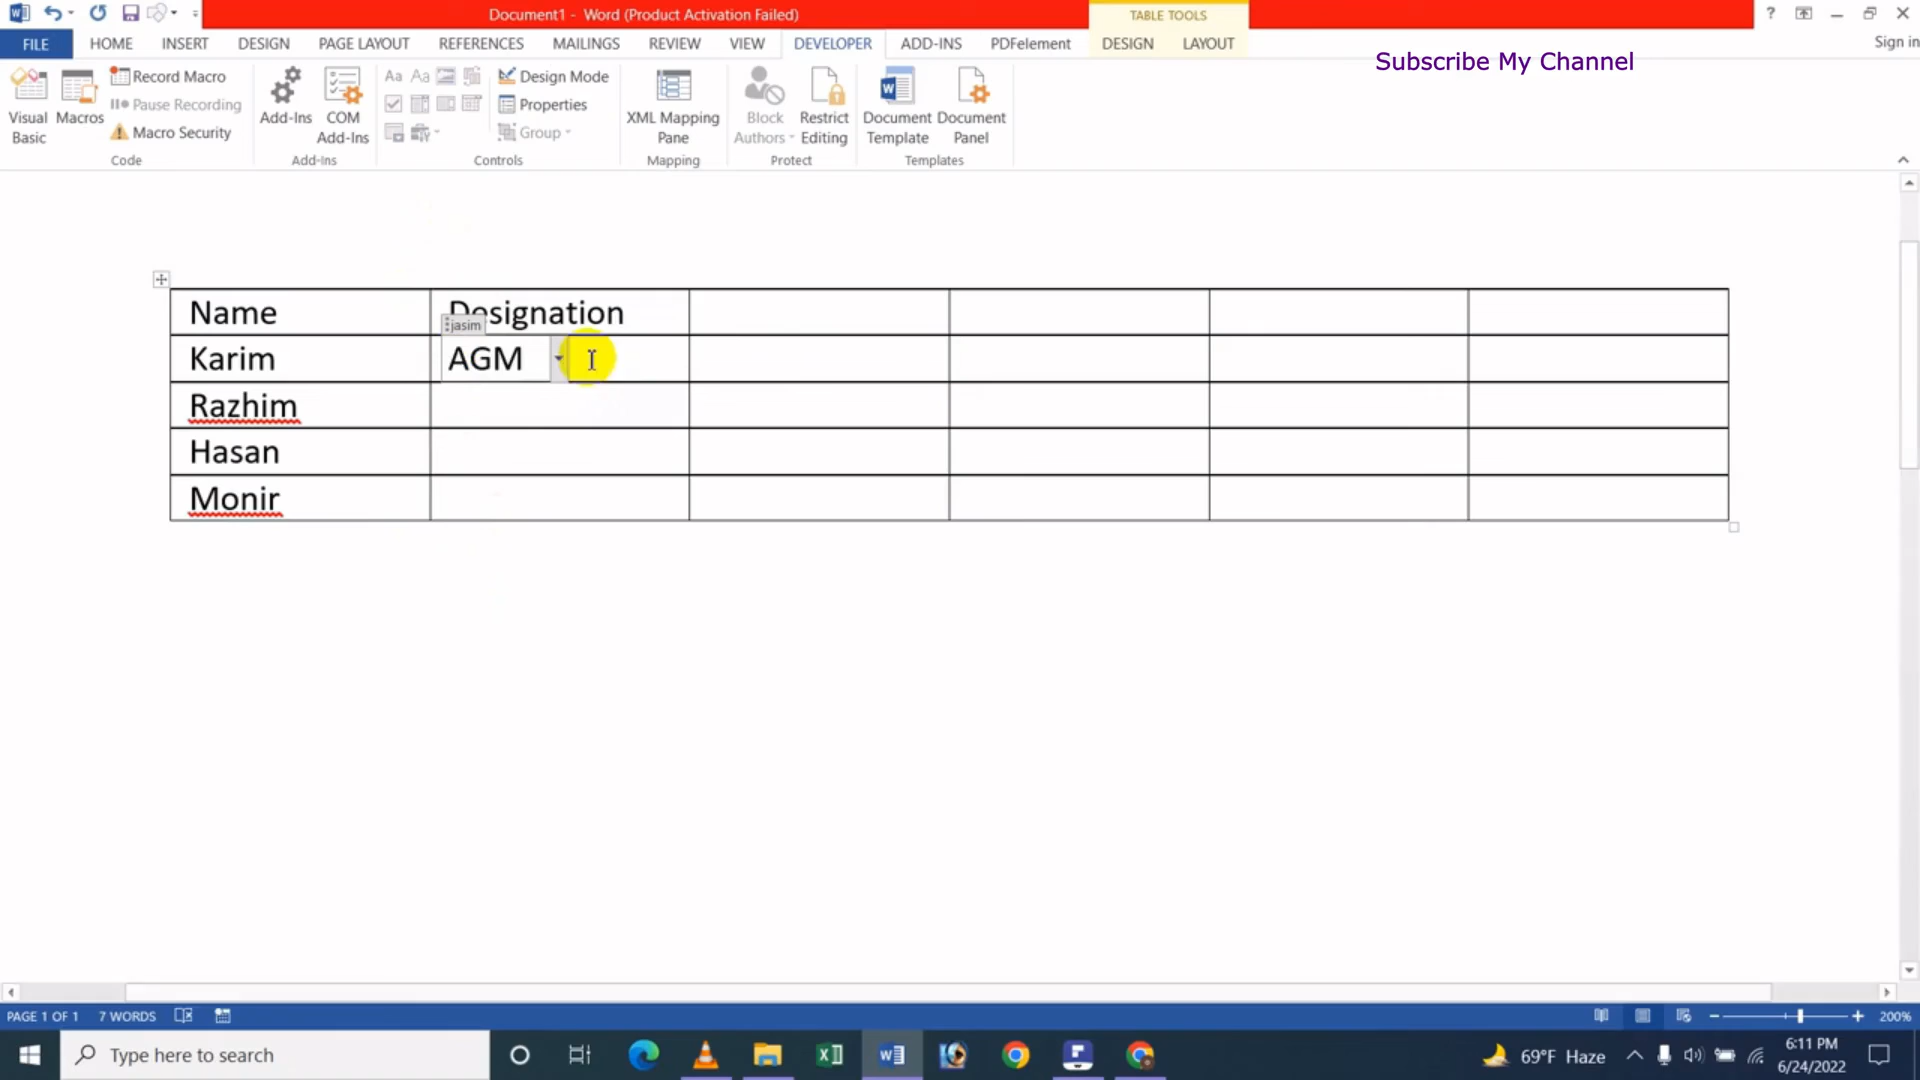 Document1 - Word (Product Activation Failed)
TABLE TOOLS
?
FILE
HOME
INSERT
DESIGN
PAGE LAYOUT
REFERENCES
MAILINGS
REVIEW
VIEW
DEVELOPER
ADD-INS
PDFelement
DESIGN
LAYOUT
Sign in
Subscribe My Channel
Visual Basic
Macros
Record Macro
Pause Recording
Macro Security
Code
Add-Ins
COM Add-Ins
Add-Ins
Aa Aa
Design Mode
Properties
Group
Controls
XML Mapping Pane
Mapping
Block Authors
Restrict Editing
Protect
Document Template
Document Panel
Templates
Name Designation
jasim
Karim AGM
Razhim
Hasan
Monir
PAGE 1 OF 1 7 WORDS
200%
Type here to search
69°F Haze
6:11 PM
6/24/2022